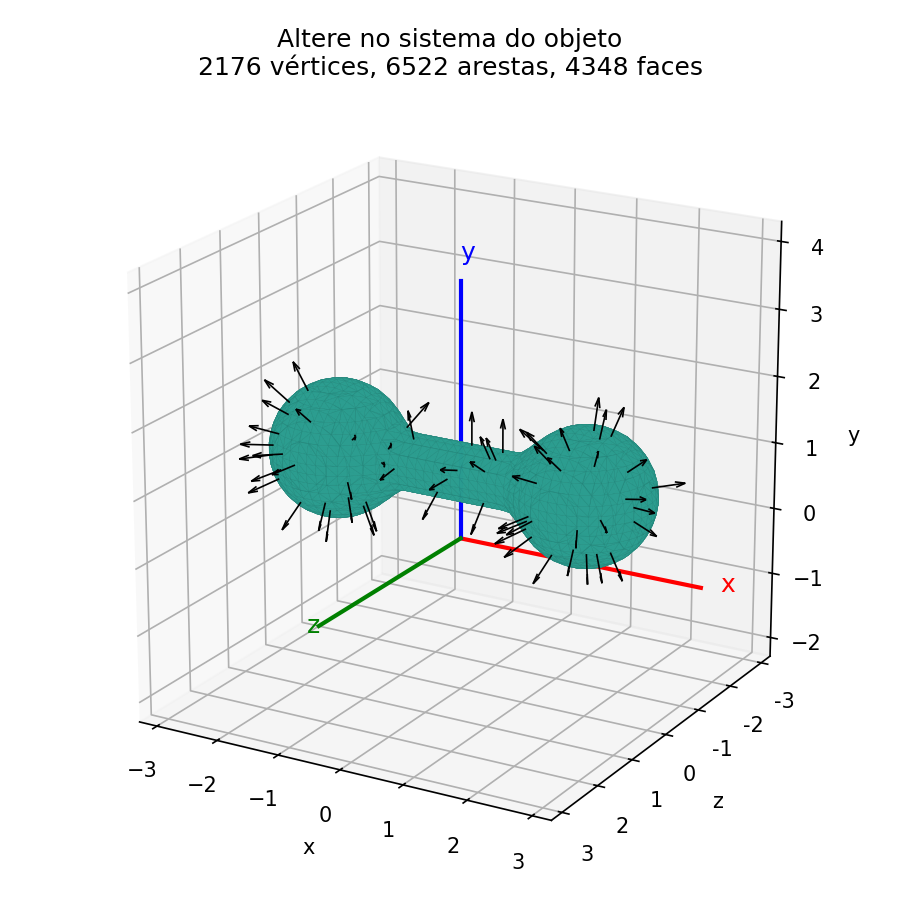 Altere no sistema do objeto
2176 vértices, 6522 arestas, 4348 faces
y
4
3
2
1
0
−1
−2
y
x
z
-3
-2
-1
0
1
2
3
z
−3
−2
−1
0
1
2
3
x